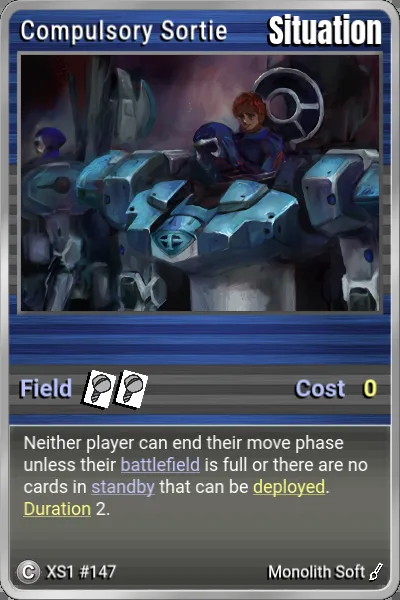 Compulsory Sortie Situation
Field Cost 0
Neither player can end their move phase
unless their battlefield is full or there are no
cards in standby that can be deployed.
Duration 2.
C XS1 #147 Monolith Soft